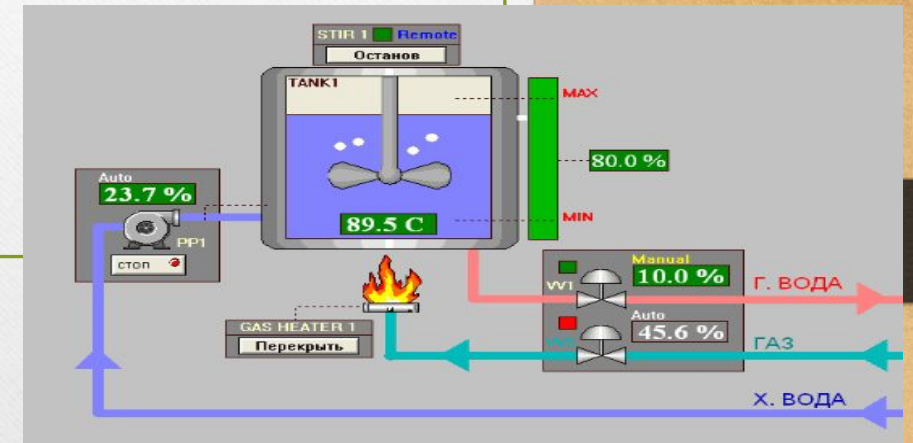 STIR 1 Remote
Останов
TANK1
MAX
80.0 %
MIN
89.5 C
Auto
23.7 %
PP1
стоп
GAS HEATER 1
Перекрыть
Manual
VV1 10.0 %
Г. ВОДА
Auto
45.6 %
ГАЗ
Х. ВОДА